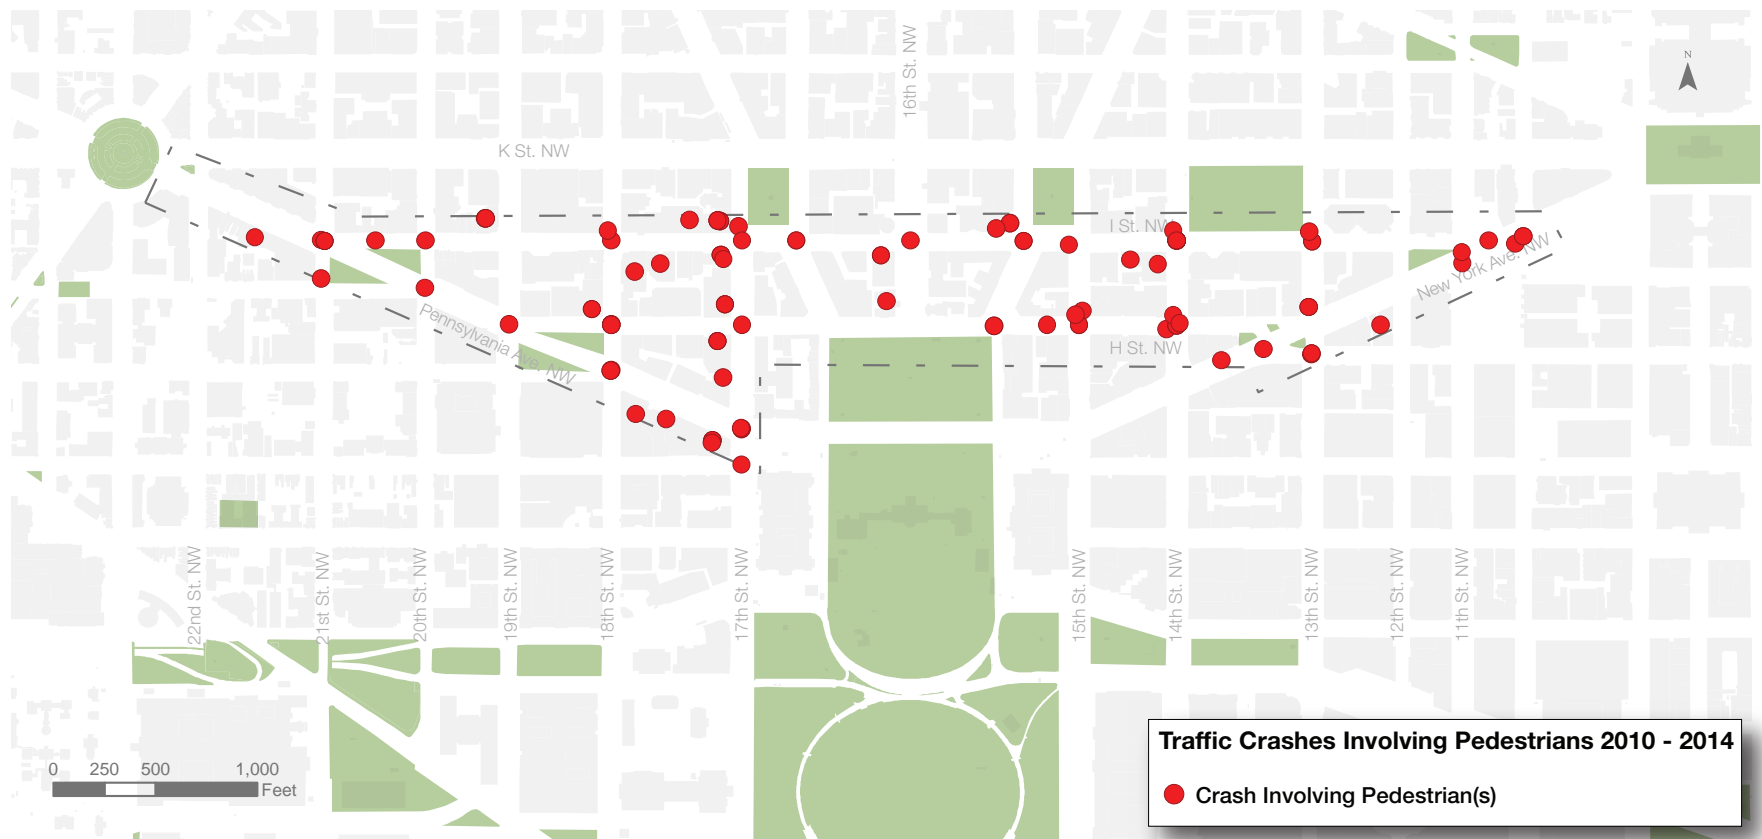 16th St. NW
N
K St. NW
I St. NW
New York Ave. NW
Pennsylvania Ave. NW
H St. NW
22nd St. NW
21st St. NW
20th St. NW
19th St. NW
18th St. NW
17th St. NW
15th St. NW
14th St. NW
13th St. NW
12th St. NW
11th St. NW
Traffic Crashes Involving Pedestrians 2010 - 2014
Crash Involving Pedestrian(s)
0 250 500 1,000
Feet